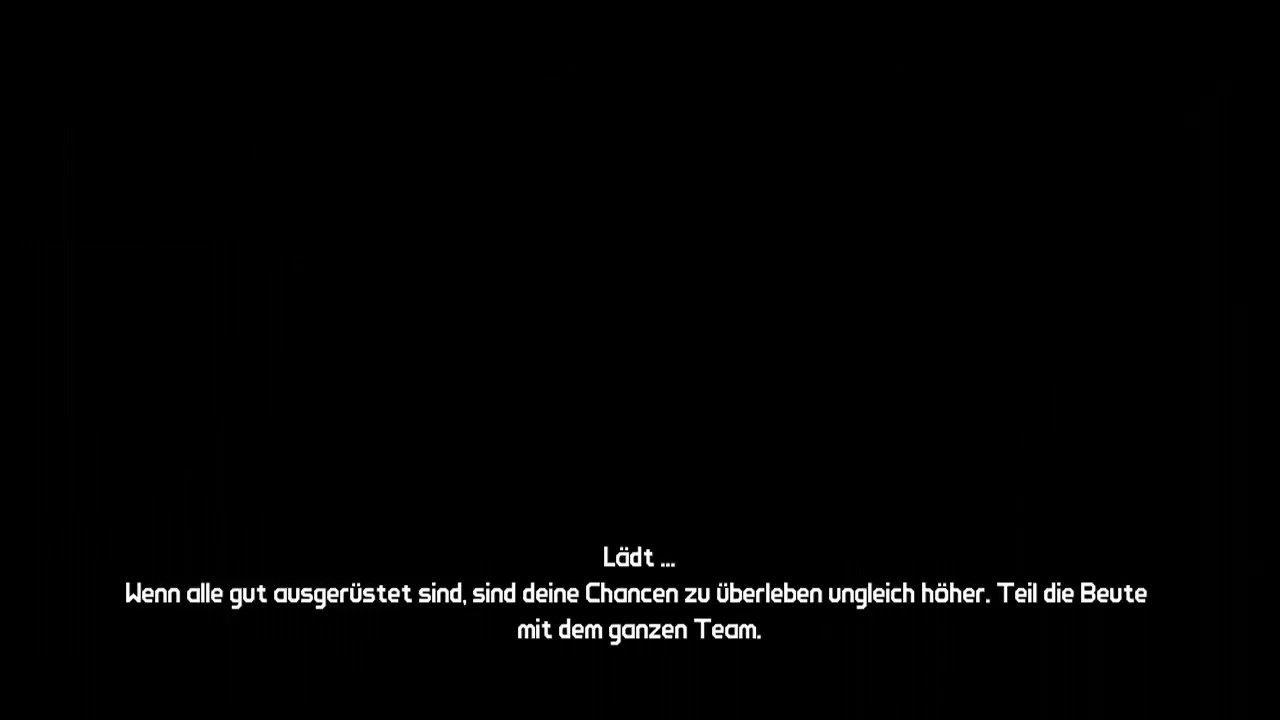 Lädt ...
Wenn alle gut ausgerüstet sind, sind deine Chancen zu überleben ungleich höher. Teil die Beute
mit dem ganzen Team.